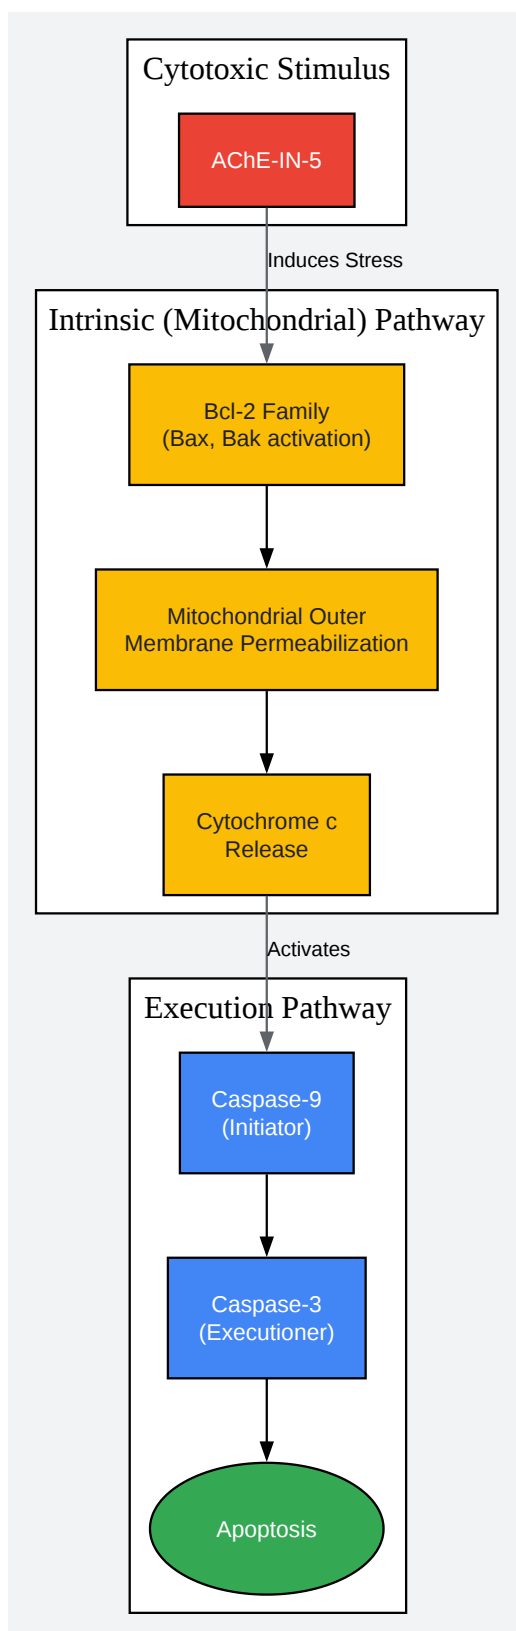 Cytotoxic Stimulus
AChE-IN-5
Induces Stress
Intrinsic (Mitochondrial) Pathway
Bcl-2 Family
(Bax, Bak activation)
Mitochondrial Outer
Membrane Permeabilization
Cytochrome c
Release
Activates
Execution Pathway
Caspase-9
(Initiator)
Caspase-3
(Executioner)
Apoptosis